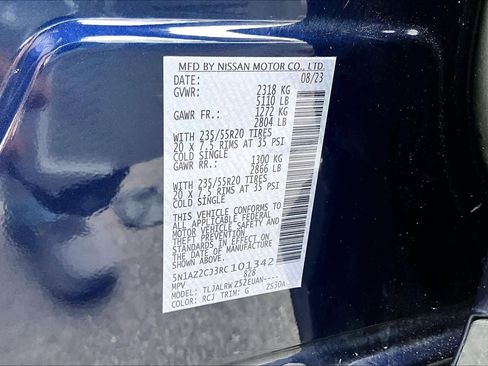 MFD BY NISSAN MOTOR CO., LTD.
DATE: 08/23
GVWR: 2318 KG
5110 LB
GAWR FR.: 1272 KG
2804 LB
WITH 235/55R20 TIRES
20 X 7.5 RIMS AT 35 PSI
COLD SINGLE
GAWR RR.: 1300 KG
2866 LB
WITH 235/55R20 TIRES
20 X 7.5 RIMS AT 35 PSI
COLD SINGLE
THIS VEHICLE CONFORMS TO
ALL APPLICABLE FEDERAL
MOTOR VEHICLE SAFETY AND
THEFT PREVENTION
STANDARDS IN EFFECT ON
THE DATE OF MANUFACTURE
SHOWN ABOVE.
5N1AZ2CJ3RC101342
MPV 828
MODEL: TLJALRWZ52EUAN----
COLOR: RCJ TRIM: G Z530A